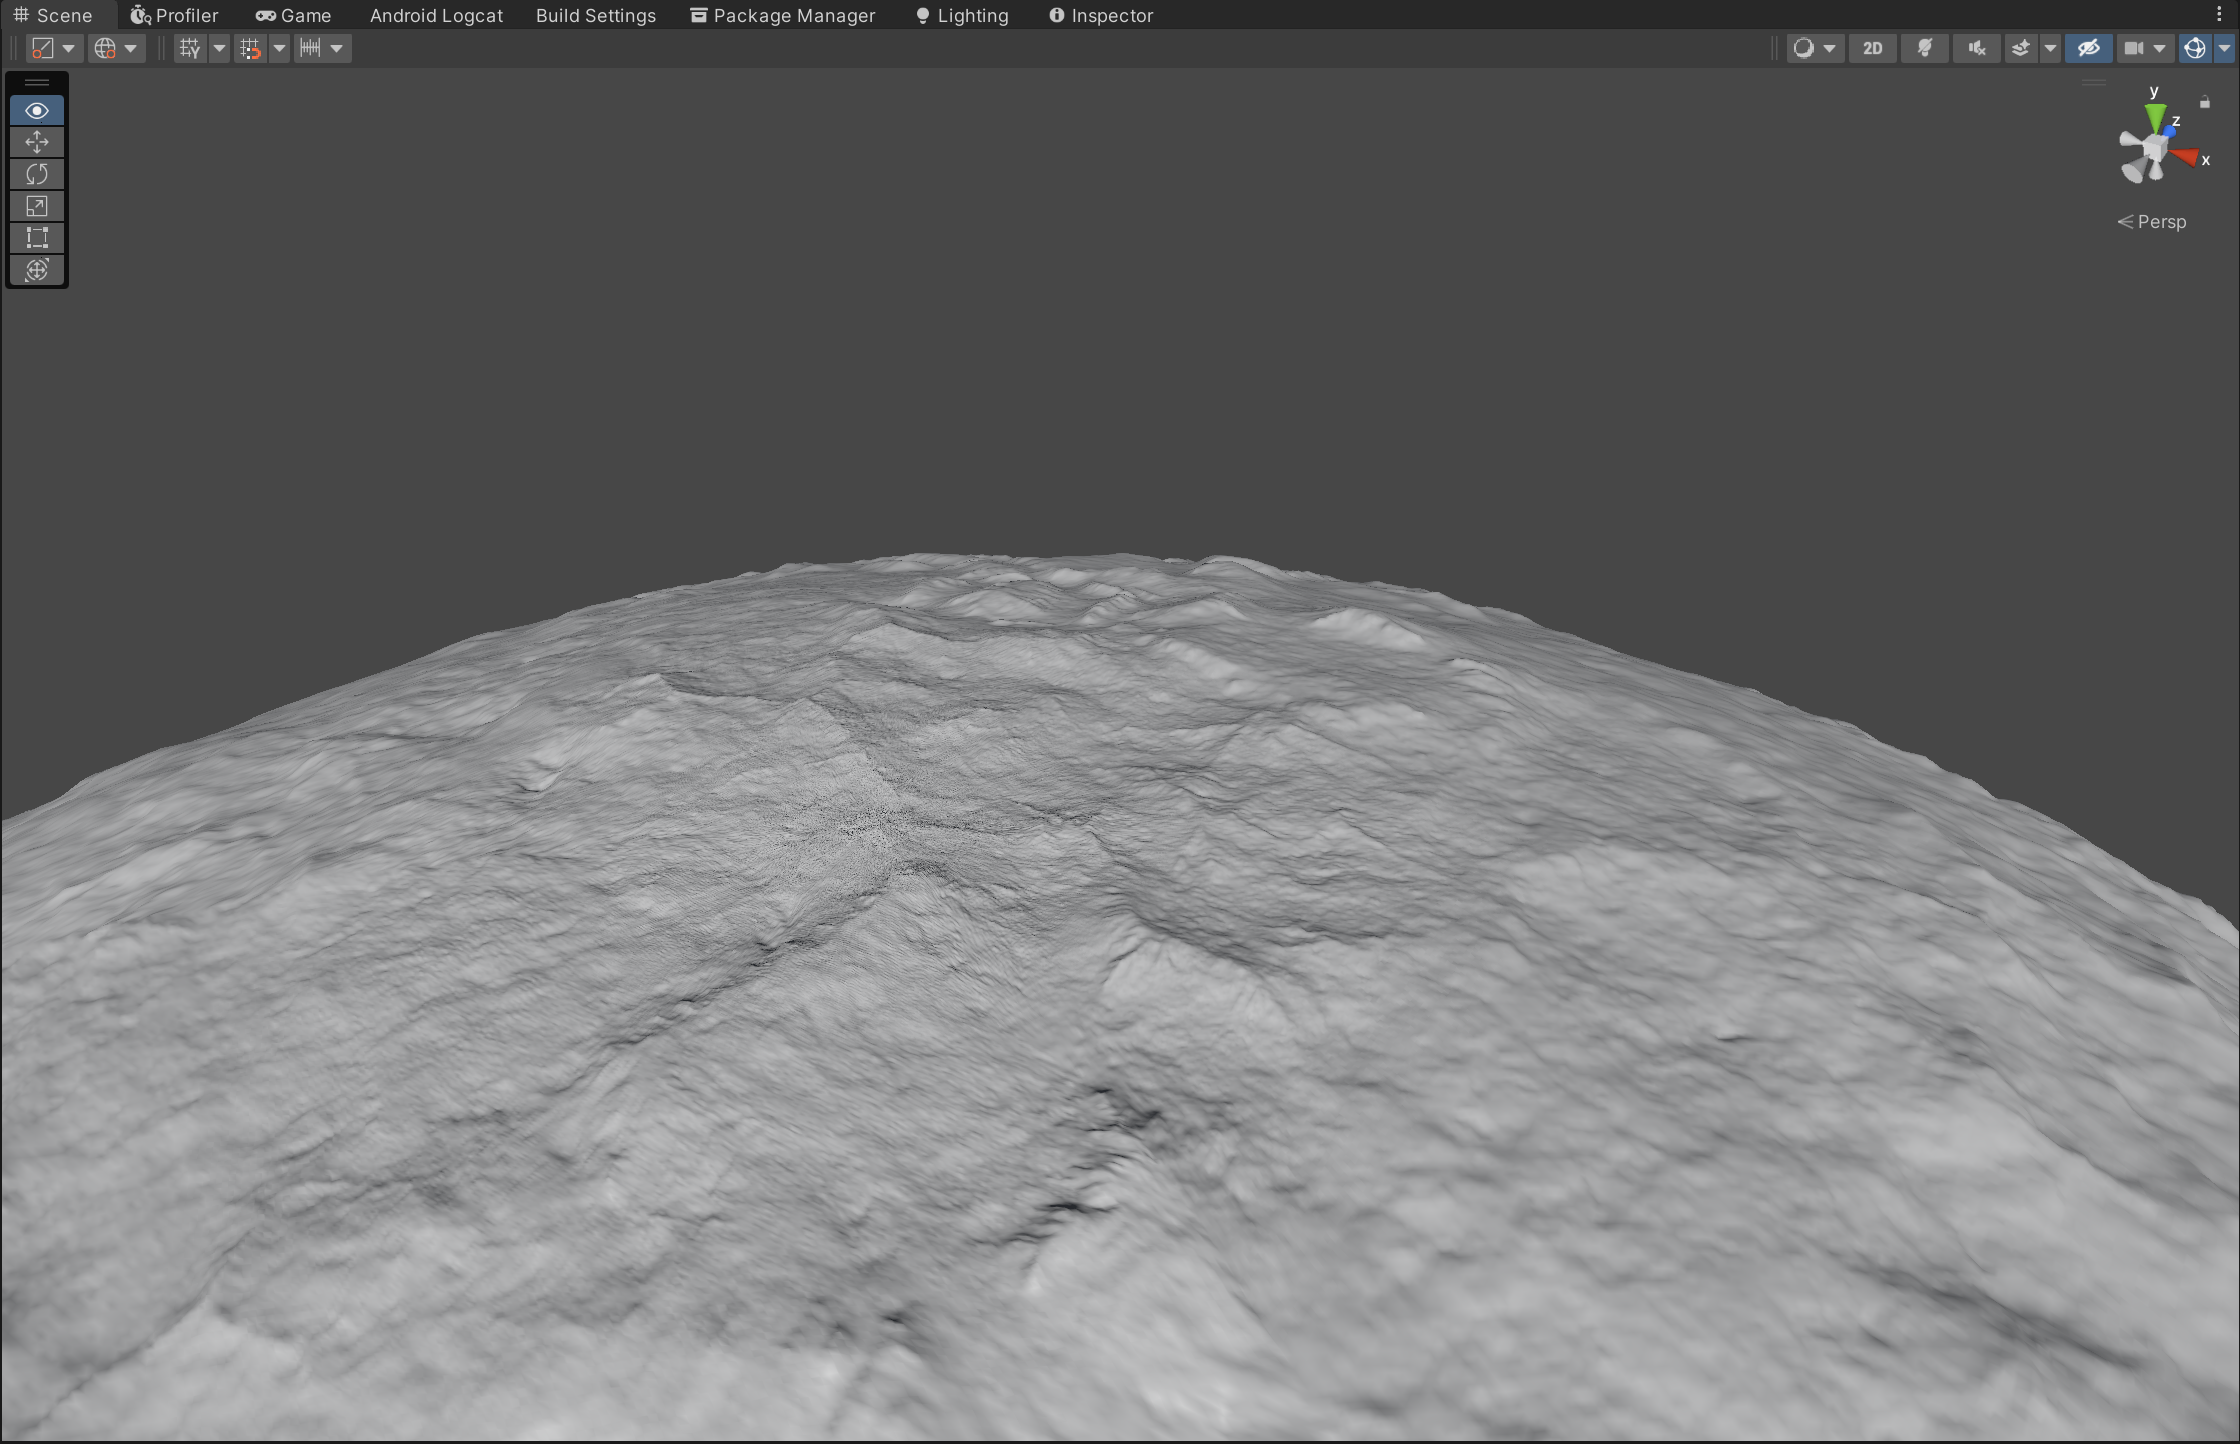 Scene Profiler Game Android Logcat Build Settings Package Manager Lighting Inspector
Y 2D
y
z
x
Persp